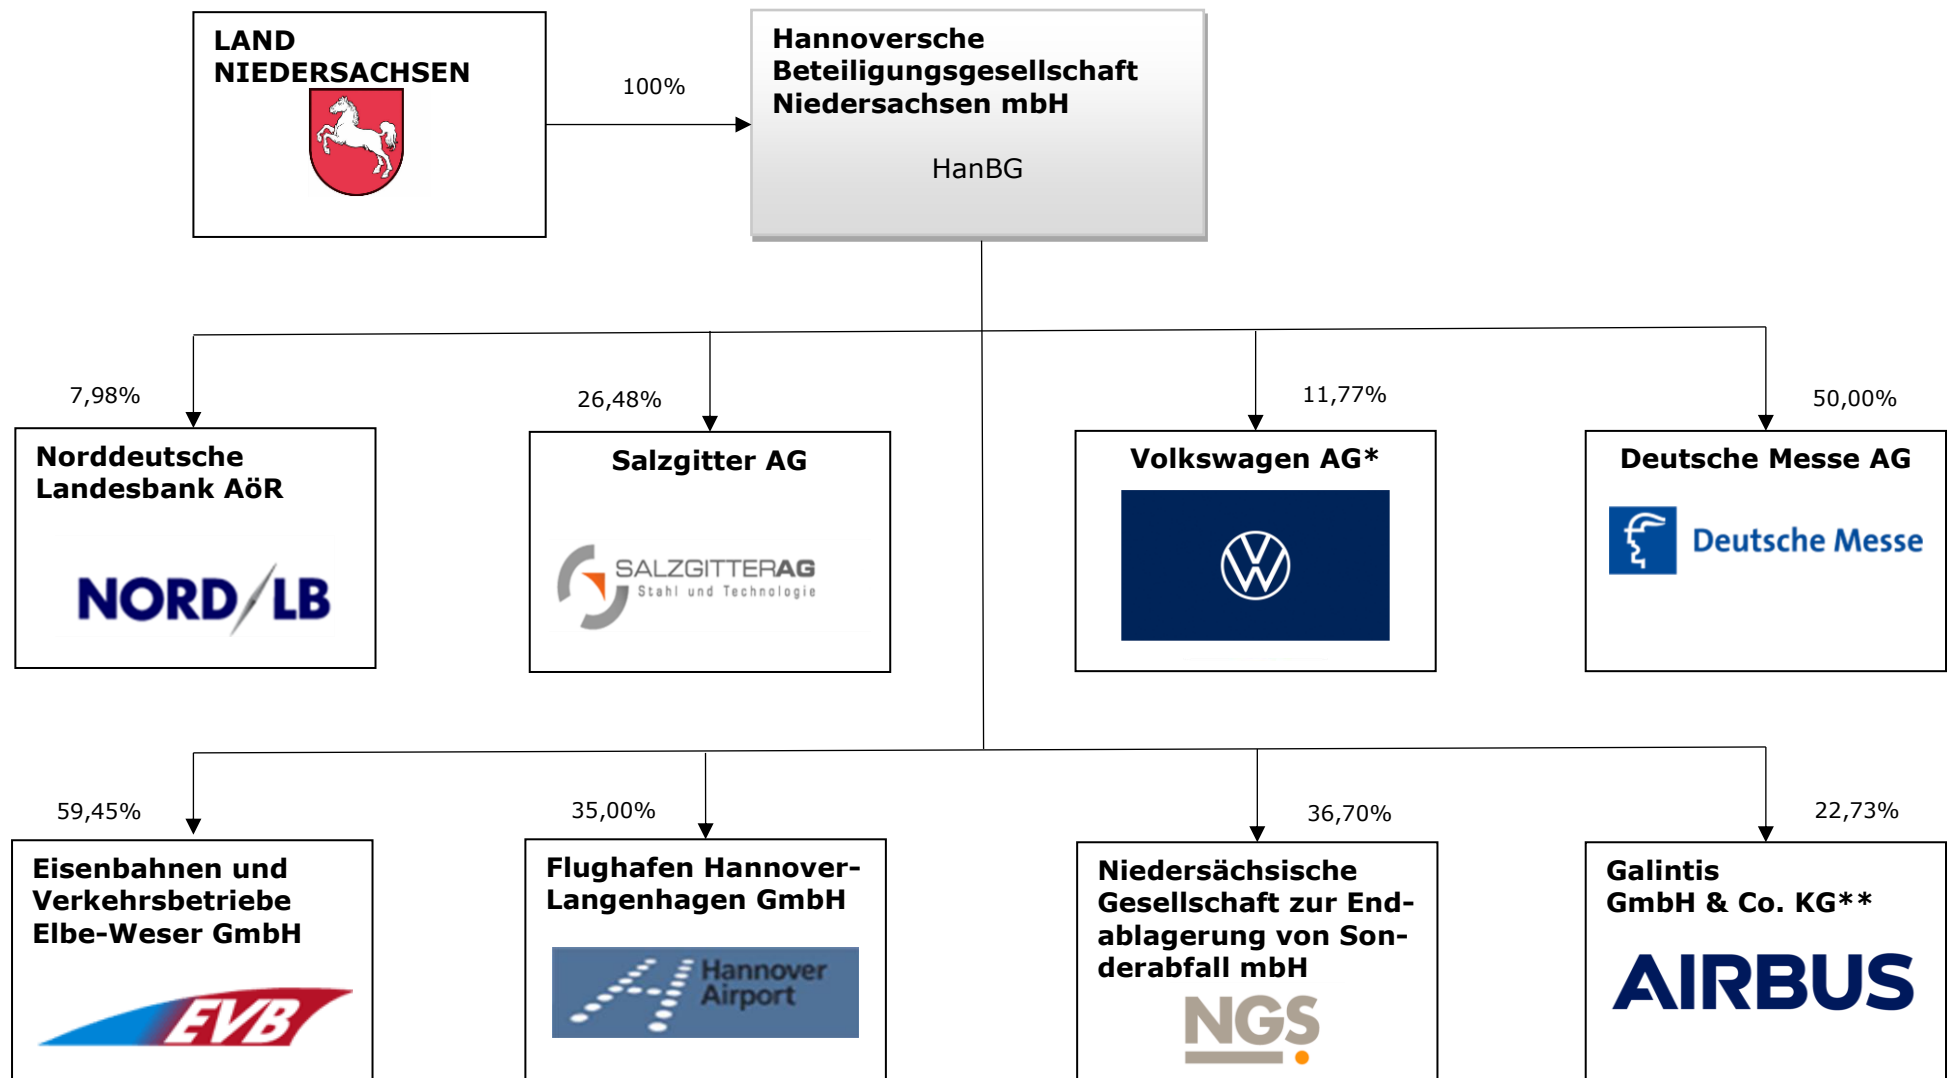 LAND
NIEDERSACHSEN
100%
Hannoversche
Beteiligungsgesellschaft
Niedersachsen mbH
HanBG
7,98%
26,48%
11,77%
50,00%
Norddeutsche
Landesbank AöR
NORD/LB
Salzgitter AG
SALZGITTERAG
Stahl und Technologie
Volkswagen AG*
VW
Deutsche Messe AG
Deutsche Messe
59,45%
35,00%
36,70%
22,73%
Eisenbahnen und
Verkehrsbetriebe
Elbe-Weser GmbH
EVB
Flughafen Hannover-
Langenhagen GmbH
Hannover
Airport
Niedersächsische
Gesellschaft zur End-
ablagerung von Son-
derabfall mbH
NGS
Galintis
GmbH & Co. KG**
AIRBUS